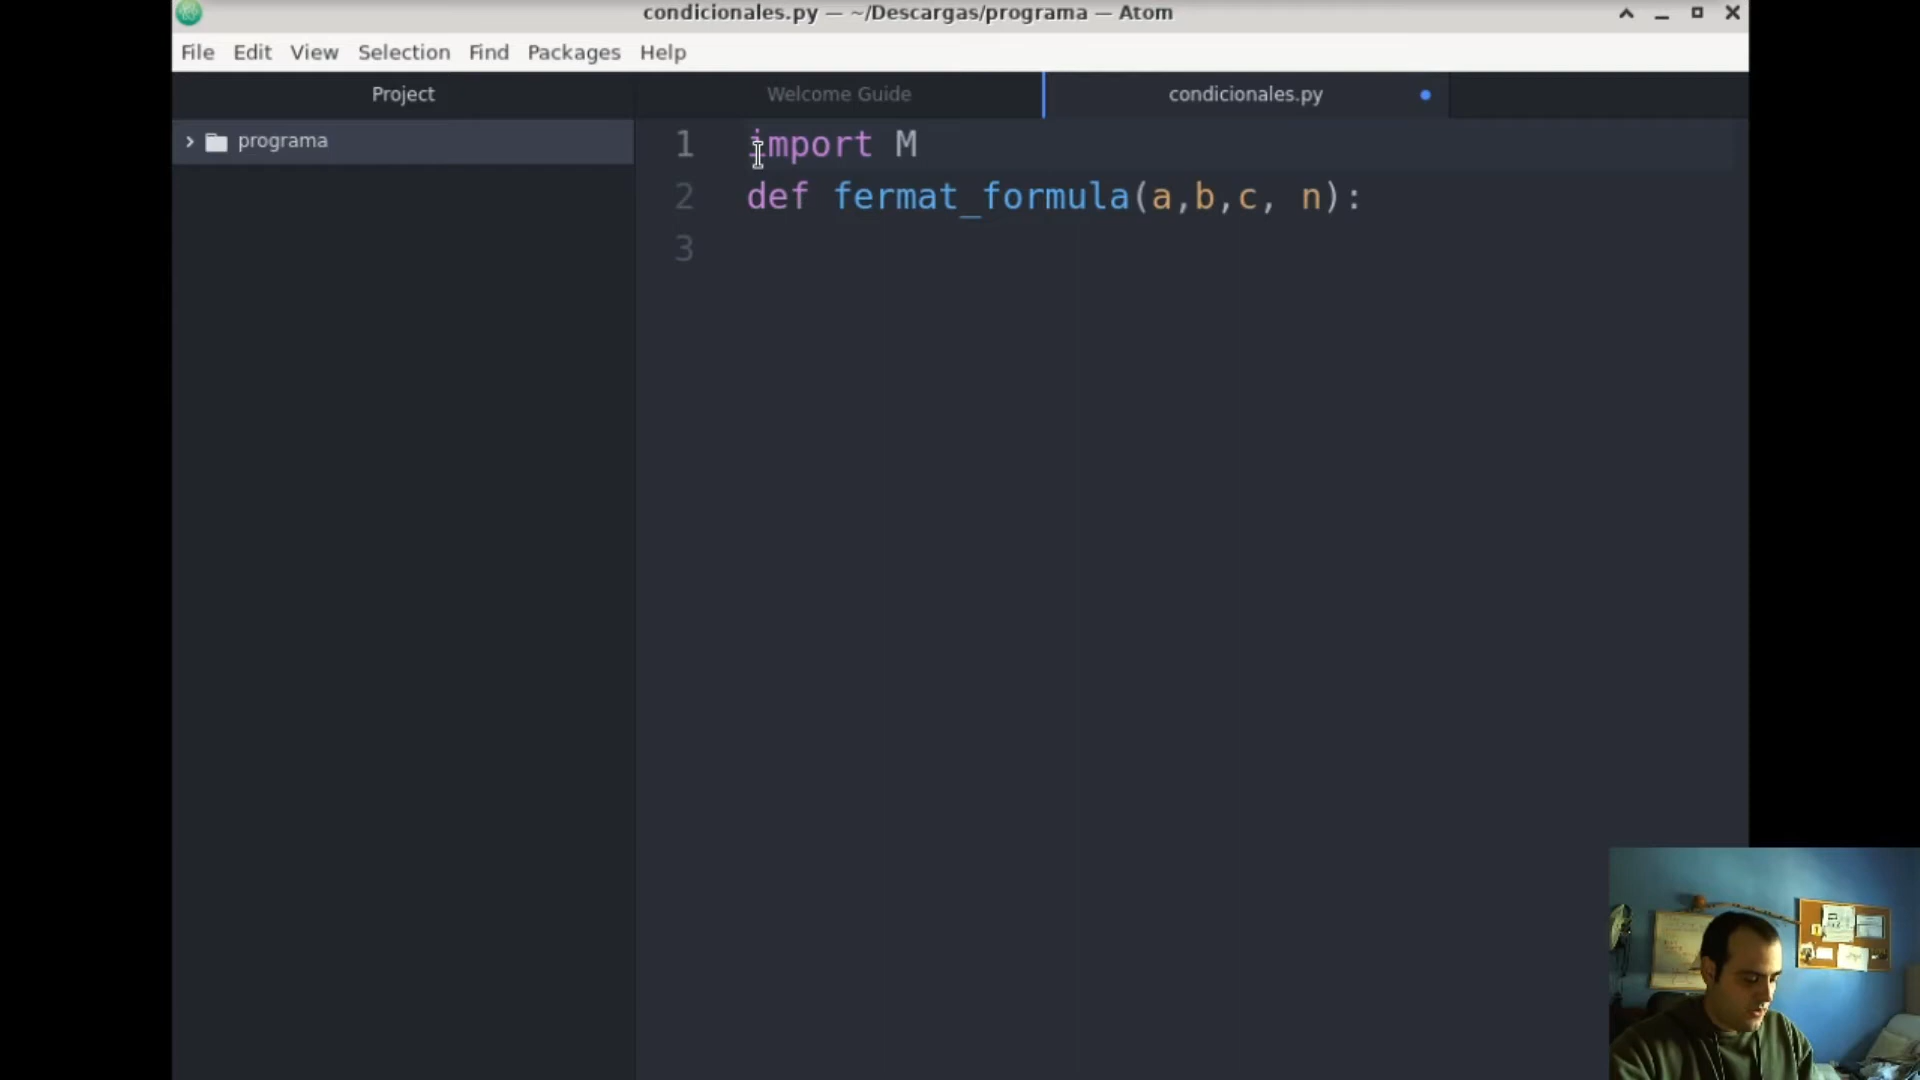 condicionales.py — ~/Descargas/programa — Atom
File Edit View Selection Find Packages Help
Project Welcome Guide condicionales.py
programa
1 import M
2 def fermat_formula(a,b,c, n):
3